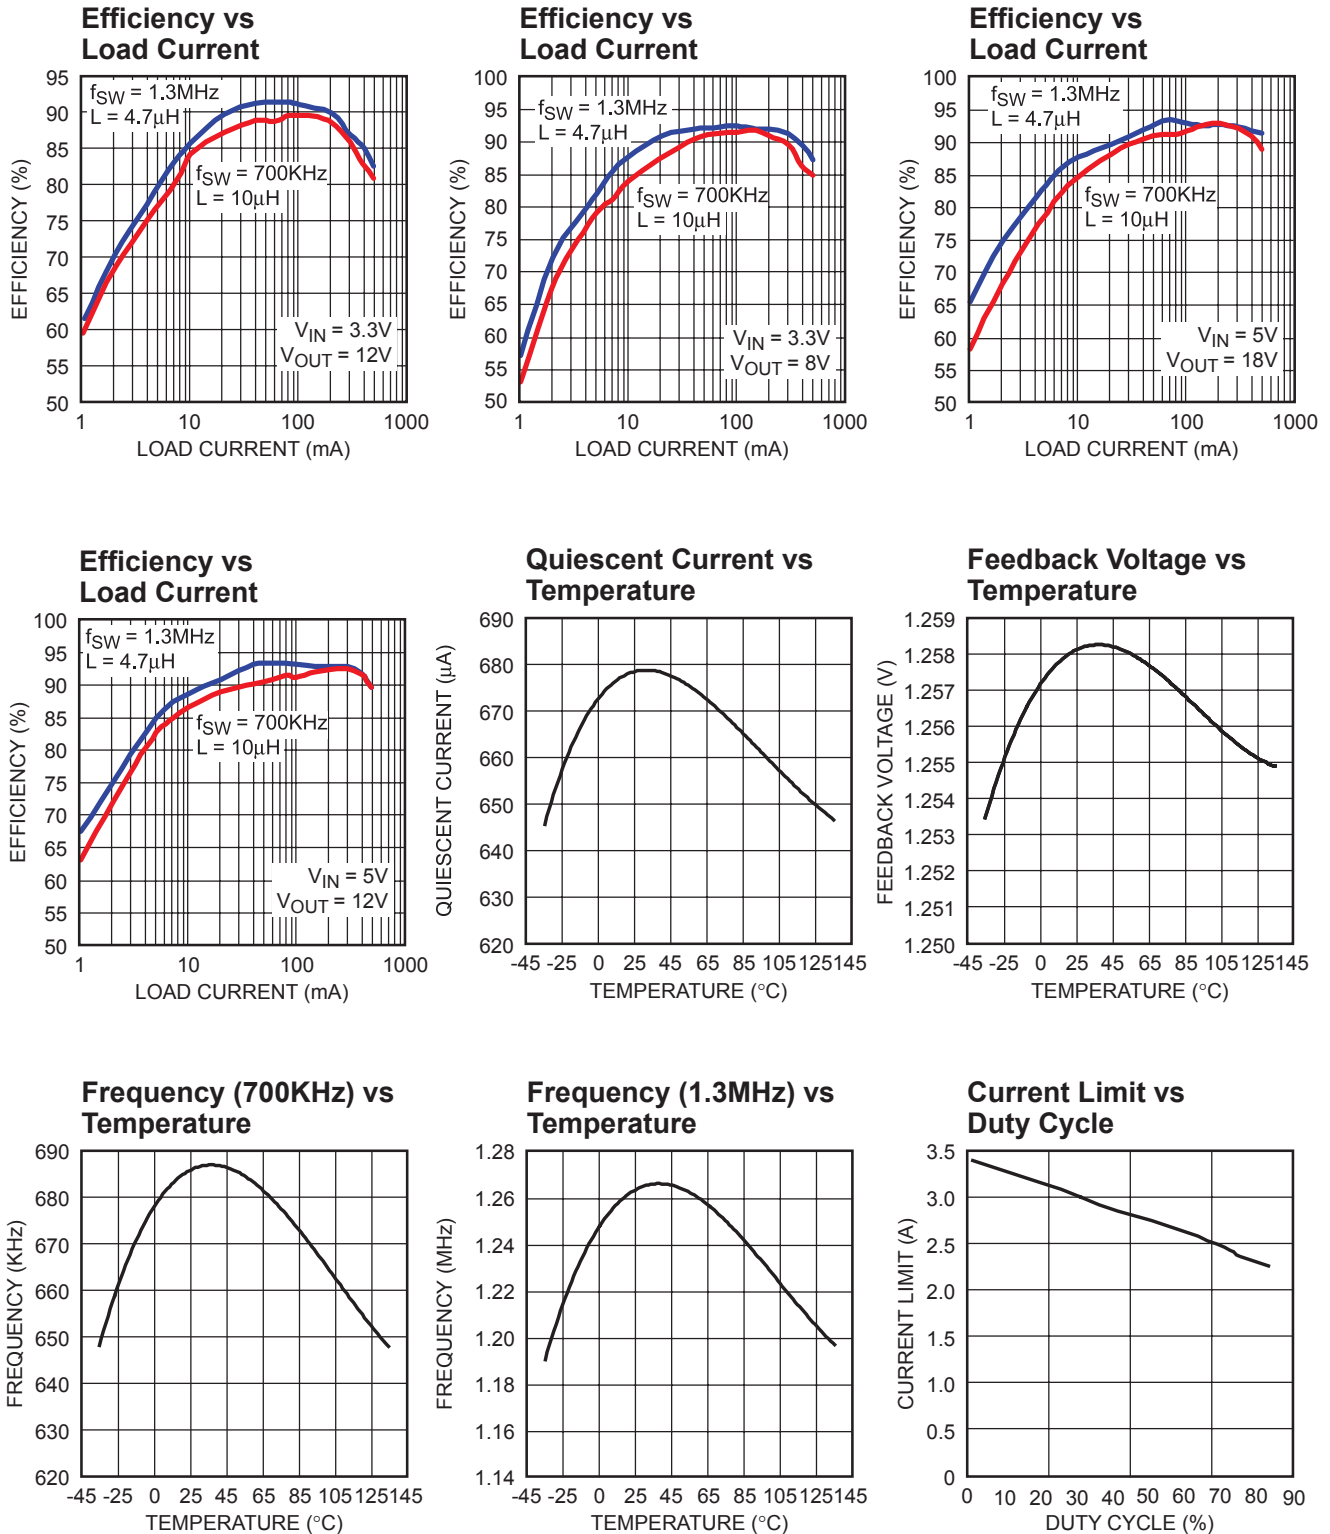 Efficiency vs
Load Current
EFFICIENCY (%)
95
90
85
80
75
70
65
60
55
50
fSW = 1.3MHz
L = 4.7μH
fSW = 700KHz
L = 10μH
VIN = 3.3V
VOUT = 12V
1 10 100 1000
LOAD CURRENT (mA)
Efficiency vs
Load Current
EFFICIENCY (%)
100
95
90
85
80
75
70
65
60
55
50
fSW = 1.3MHz
L = 4.7μH
fSW = 700KHz
L = 10μH
VIN = 3.3V
VOUT = 8V
1 10 100 1000
LOAD CURRENT (mA)
Efficiency vs
Load Current
EFFICIENCY (%)
100
95
90
85
80
75
70
65
60
55
50
fSW = 1.3MHz
L = 4.7μH
fSW = 700KHz
L = 10μH
VIN = 5V
VOUT = 18V
1 10 100 1000
LOAD CURRENT (mA)
Efficiency vs
Load Current
EFFICIENCY (%)
100
95
90
85
80
75
70
65
60
55
50
fSW = 1.3MHz
L = 4.7μH
fSW = 700KHz
L = 10μH
VIN = 5V
VOUT = 12V
1 10 100 1000
LOAD CURRENT (mA)
Quiescent Current vs
Temperature
QUIESCENT CURRENT (μA)
690
680
670
660
650
640
630
620
-45 -25 0 25 45 65 85 105 125 145
TEMPERATURE (°C)
Feedback Voltage vs
Temperature
FEEDBACK VOLTAGE (V)
1.259
1.258
1.257
1.256
1.255
1.254
1.253
1.252
1.251
1.250
-45 -25 0 25 45 65 85 105 125 145
TEMPERATURE (°C)
Frequency (700KHz) vs
Temperature
FREQUENCY (KHz)
690
680
670
660
650
640
630
620
-45 -25 0 25 45 65 85 105 125 145
TEMPERATURE (°C)
Frequency (1.3MHz) vs
Temperature
FREQUENCY (MHz)
1.28
1.26
1.24
1.22
1.20
1.18
1.16
1.14
-45 -25 0 25 45 65 85 105 125 145
TEMPERATURE (°C)
Current Limit vs
Duty Cycle
CURRENT LIMIT (A)
3.5
3.0
2.5
2.0
1.5
1.0
0.5
0
0 10 20 30 40 50 60 70 80 90
DUTY CYCLE (%)